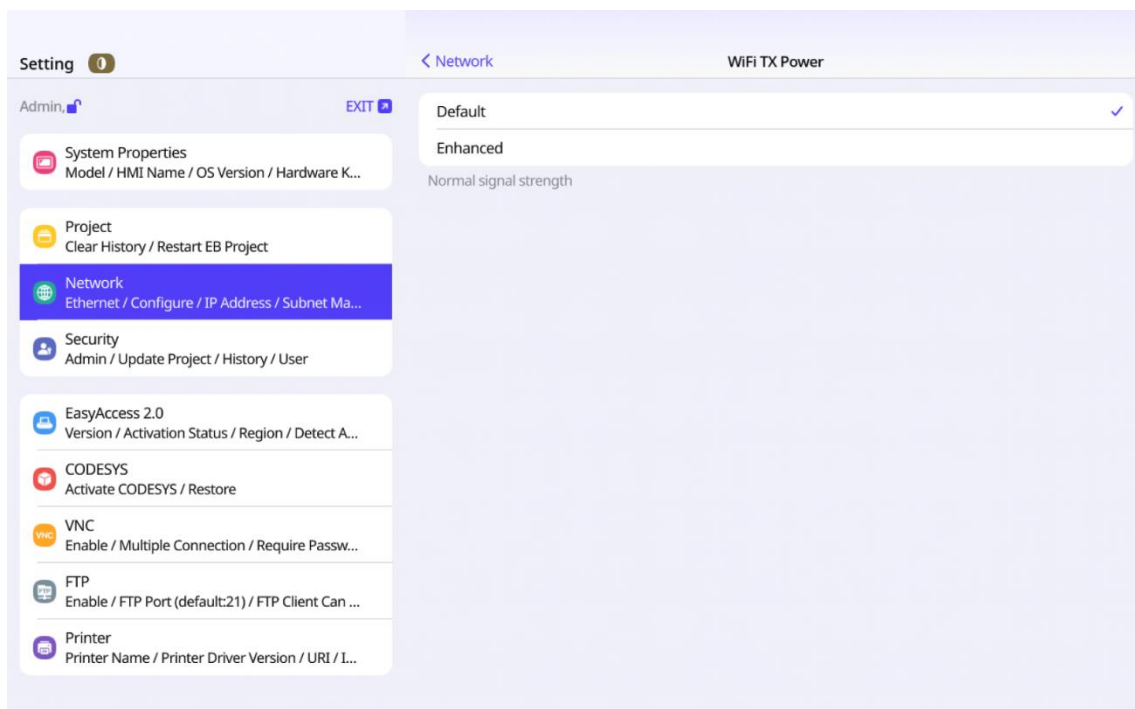 Setting
Admin,
EXIT
System Properties
Model / HMI Name / OS Version / Hardware K...
Project
Clear History / Restart EB Project
Network
Ethernet / Configure / IP Address / Subnet Ma...
Security
Admin / Update Project / History / User
EasyAccess 2.0
Version / Activation Status / Region / Detect A...
CODESYS
Activate CODESYS / Restore
VNC
VNC
Enable / Multiple Connection / Require Passw...
FTP
FTP
Enable / FTP Port (default:21) / FTP Client Can ...
Printer
Printer Name / Printer Driver Version / URI / I...
Network
WiFi TX Power
Default
Enhanced
Normal signal strength